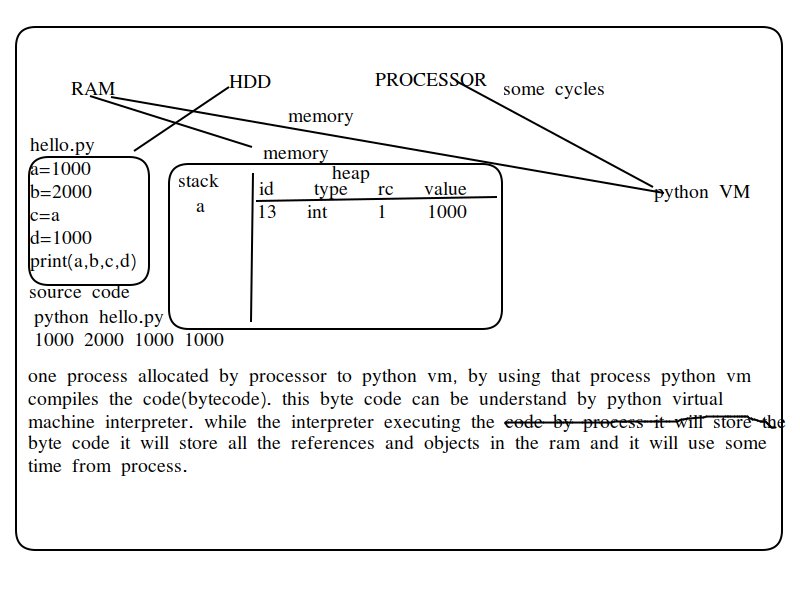 RAM HDD PROCESSOR some cycles
memory
hello.py
memory
a=1000
b=2000
c=a
d=1000
print(a,b,c,d)
source code
stack heap
id type rc value
a 13 int 1 1000
python VM
python hello.py
1000 2000 1000 1000
one process allocated by processor to python vm, by using that process python vm
compiles the code(bytecode). this byte code can be understand by python virtual
machine interpreter. while the interpreter executing the code by process it will store the
byte code it will store all the references and objects in the ram and it will use some
time from process.